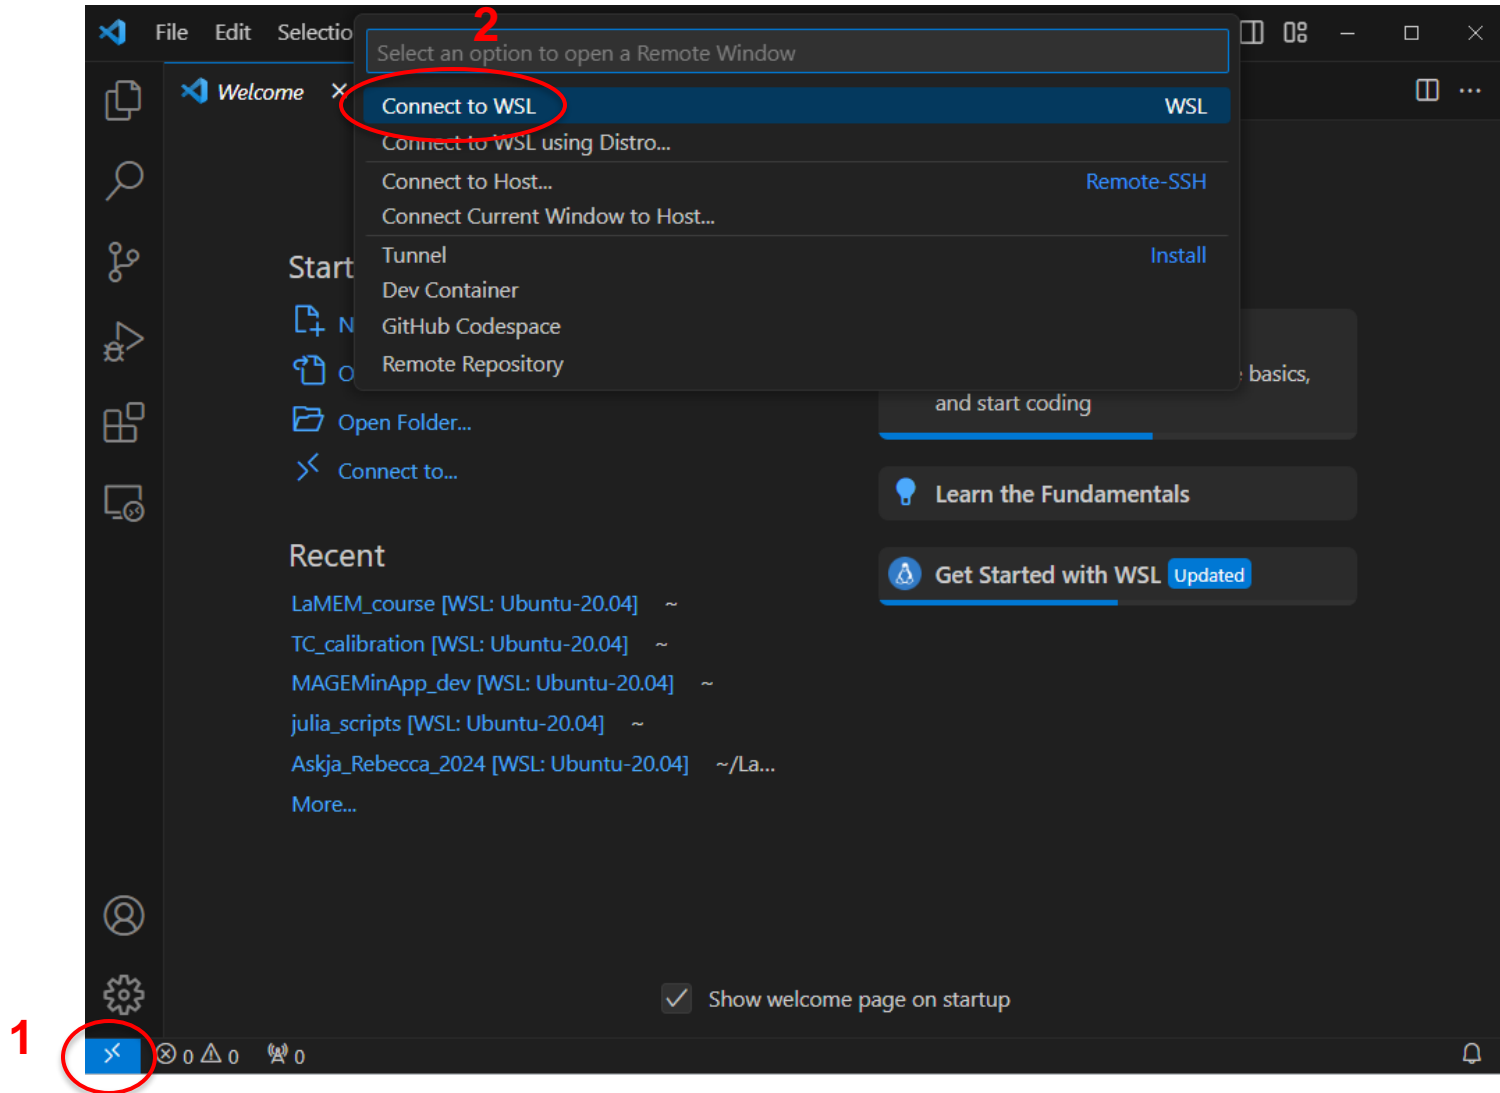 2
File Edit Selectio
Select an option to open a Remote Window
Welcome
Connect to WSL WSL
Connect to WSL using Distro...
Connect to Host... Remote-SSH
Connect Current Window to Host...
Tunnel Install
Dev Container
GitHub Codespace
Remote Repository
Start
N
O
Open Folder...
Connect to...
basics,
and start coding
Learn the Fundamentals
Get Started with WSL Updated
Recent
LaMEM_course [WSL: Ubuntu-20.04] ~
TC_calibration [WSL: Ubuntu-20.04] ~
MAGEMinApp_dev [WSL: Ubuntu-20.04] ~
julia_scripts [WSL: Ubuntu-20.04] ~
Askja_Rebecca_2024 [WSL: Ubuntu-20.04] ~/La...
More...
Show welcome page on startup
1
0 0 0